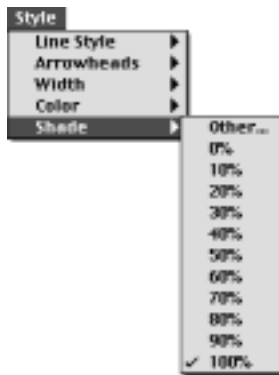 Style
Line Style
Arrowheads
Width
Color
Shade
Other...
0%
10%
20%
30%
40%
50%
60%
70%
80%
90%
✓ 100%